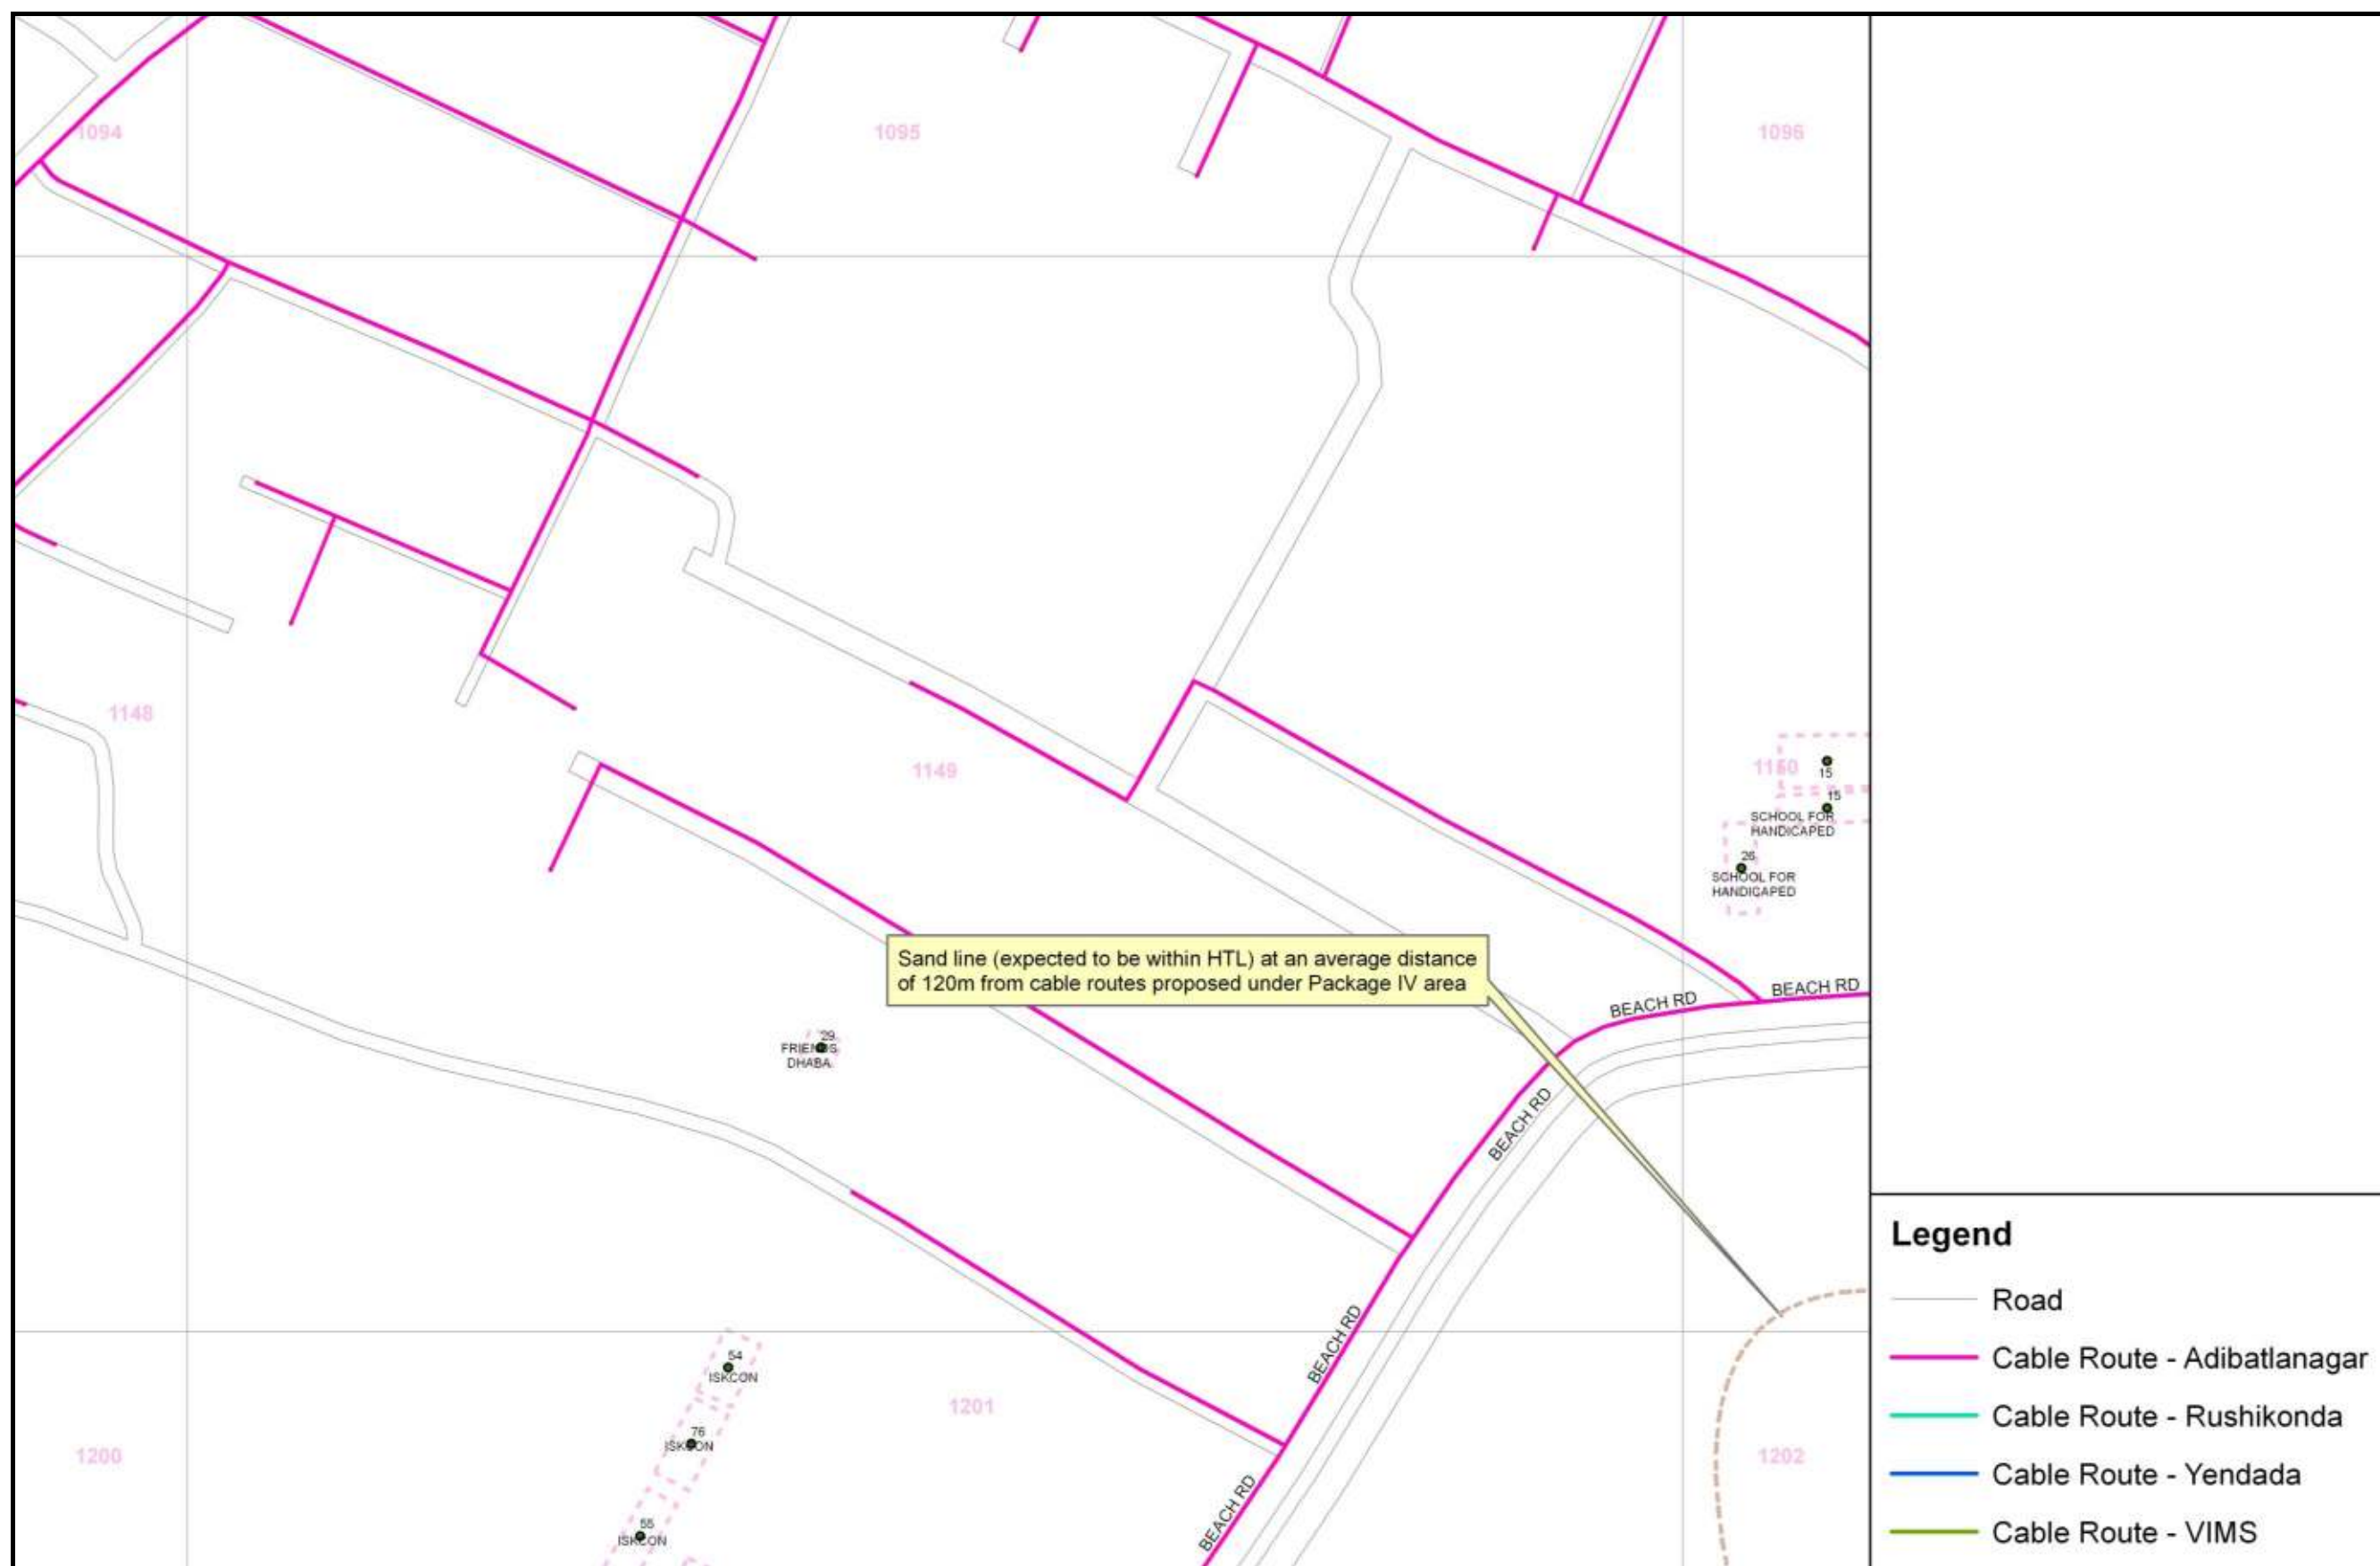 1094
1095
1096
1148
1149
1150
15
15
SCHOOL FOR
HANDICAPED
26
SCHOOL FOR
HANDICAPED
Sand line (expected to be within HTL) at an average distance
of 120m from cable routes proposed under Package IV area
BEACH RD
BEACH RD
29
FRIENDS
DHABA
BEACH RD
BEACH RD
54
ISKCON
1201
76
ISKCON
1200
1202
BEACH RD
55
ISKCON
Legend
Road
Cable Route - Adibatlanagar
Cable Route - Rushikonda
Cable Route - Yendada
Cable Route - VIMS